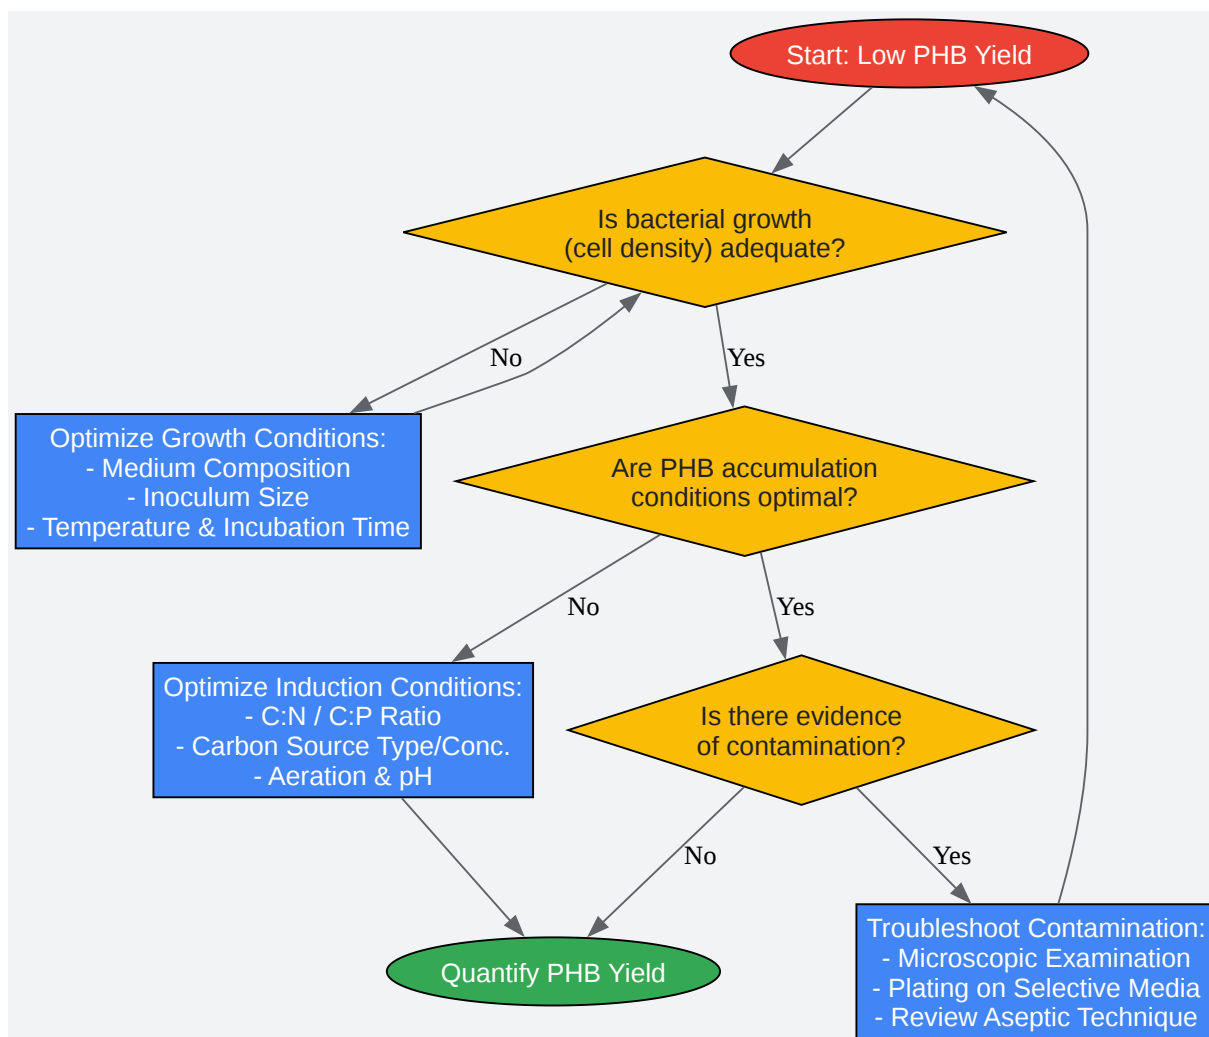 Start: Low PHB Yield
Is bacterial growth
(cell density) adequate?
No
Yes
Optimize Growth Conditions:
- Medium Composition
- Inoculum Size
- Temperature & Incubation Time
Are PHB accumulation
conditions optimal?
No
Yes
Optimize Induction Conditions:
- C:N / C:P Ratio
- Carbon Source Type/Conc.
- Aeration & pH
Is there evidence
of contamination?
No
Yes
Quantify PHB Yield
Troubleshoot Contamination:
- Microscopic Examination
- Plating on Selective Media
- Review Aseptic Technique